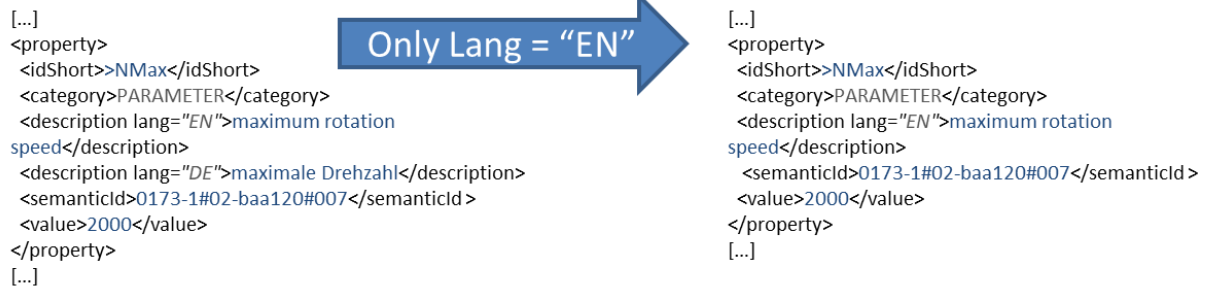 [...]
<property>
<idShort>>NMax</idShort>
<category>PARAMETER</category>
<description lang="EN">maximum rotation
speed</description>
<description lang="DE">maximale Drehzahl</description>
<semanticId>0173-1#02-baa120#007</semanticId>
<value>2000</value>
</property>
[...]
Only Lang = “EN”
[...]
<property>
<idShort>>NMax</idShort>
<category>PARAMETER</category>
<description lang="EN">maximum rotation
speed</description>
<semanticId>0173-1#02-baa120#007</semanticId>
<value>2000</value>
</property>
[...]